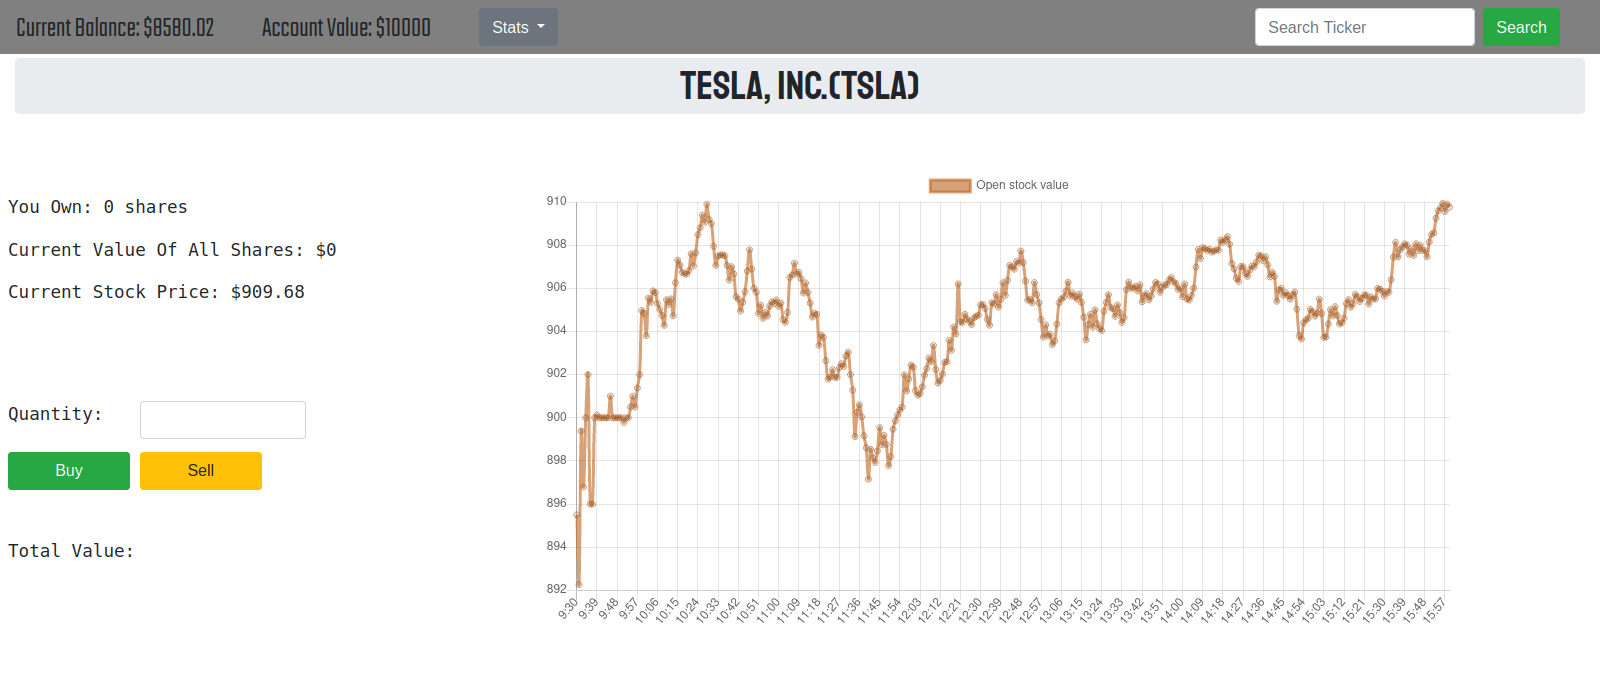 Current Balance: $8580.02 Account Value: $10000 Stats Search Ticker Search
TESLA, INC.(TSLA)
Open stock value
You Own: 0 shares
Current Value Of All Shares: $0
Current Stock Price: $909.68
Quantity:
Buy Sell
Total Value:
910
908
906
904
902
900
898
896
894
892
9:30 9:39 9:48 9:57 10:06 10:15 10:24 10:33 10:42 10:51 11:00 11:09 11:18 11:27 11:36 11:45 11:54 12:03 12:12 12:21 12:30 12:39 12:48 12:57 13:06 13:15 13:24 13:33 13:42 13:51 14:00 14:09 14:18 14:27 14:36 14:45 14:54 15:03 15:12 15:21 15:30 15:39 15:48 15:57